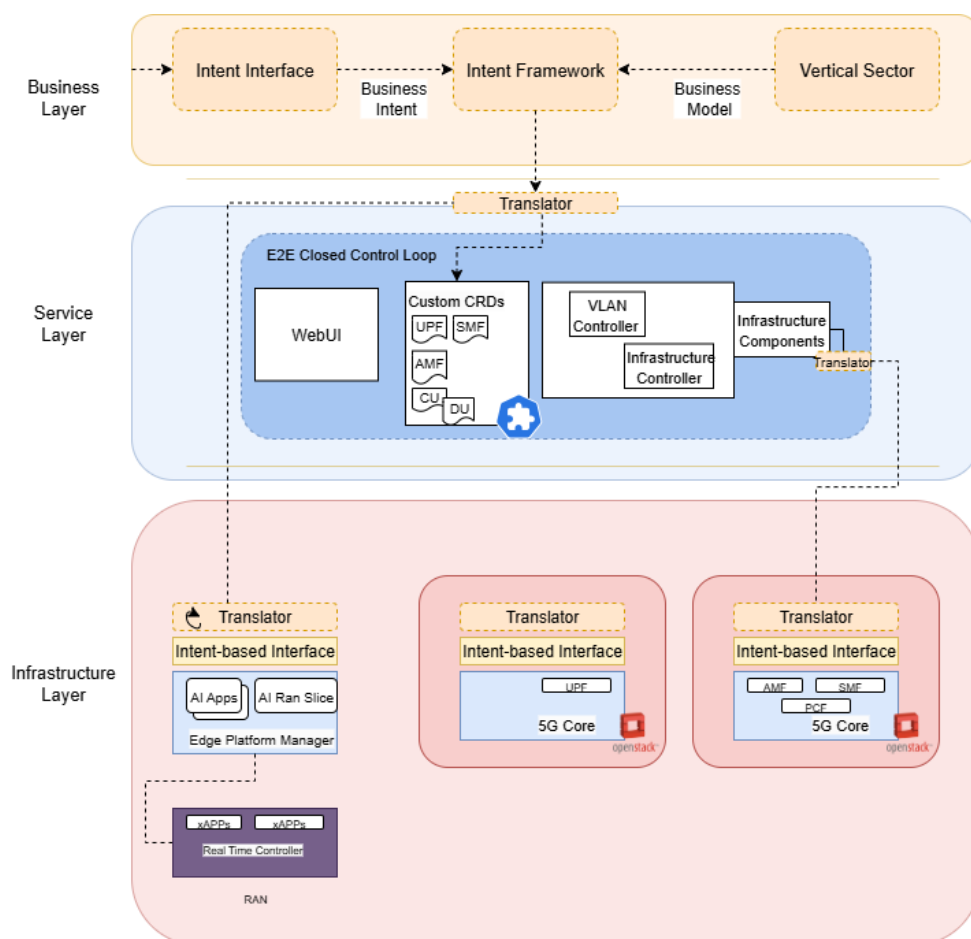 Business
Layer
Intent Interface
Business
Intent
Intent Framework
Business
Model
Vertical Sector
Translator
Service
Layer
E2E Closed Control Loop
WebUI
Custom CRDs
UPF
SMF
AMF
CU
DU
VLAN
Controller
Infrastructure
Controller
Infrastructure
Components
Translator
Infrastructure
Layer
Translator
Intent-based Interface
AI Apps
AI Ran Slice
Edge Platform Manager
xAPPs
xAPPs
Real Time Controller
RAN
Translator
Intent-based Interface
UPF
5G Core
openstack
Translator
Intent-based Interface
AMF
SMF
PCF
5G Core
openstack